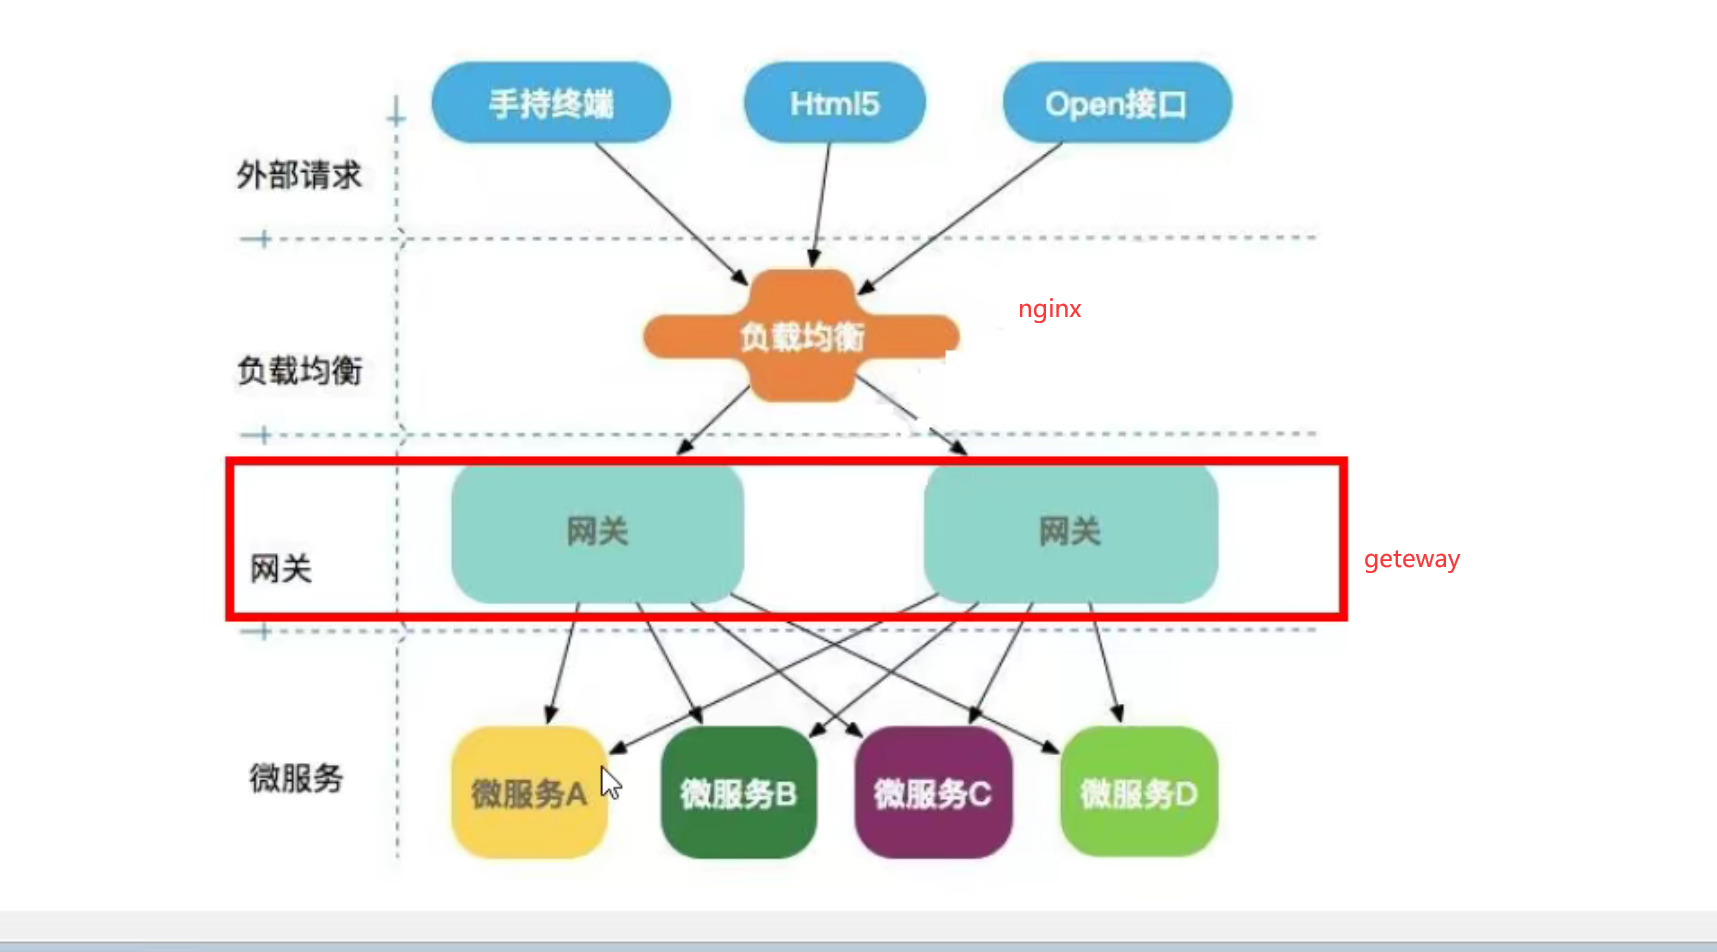 手持终端
Html5
Open接口
外部请求
负载均衡
nginx
负载均衡
网关
网关
网关
geteway
微服务
微服务A
微服务B
微服务C
微服务D